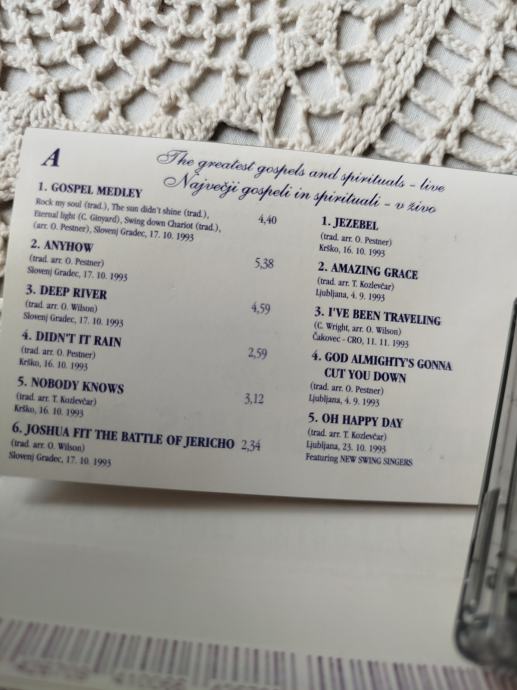 A
The greatest gospels and spirituals - live
Največji gospeli in spirituali - v živo
1. GOSPEL MEDLEY
Rock my soul (trad.), The sun didn't shine (trad.),
Eternal light (C. Ginyard), Swing down Chariot (trad.),
(arr. O. Pestner), Slovenj Gradec, 17. 10. 1993
4,40
2. ANYHOW
(trad. arr. O. Pestner)
Slovenj Gradec, 17. 10. 1993
5,38
3. DEEP RIVER
(trad. arr. O. Wilson)
Slovenj Gradec, 17. 10. 1993
4,59
4. DIDN'T IT RAIN
(trad. arr. O. Pestner)
Krško, 16. 10. 1993
2,59
5. NOBODY KNOWS
(trad. arr. T. Kozlevčar)
Krško, 16. 10. 1993
3,12
6. JOSHUA FIT THE BATTLE OF JERICHO 2,34
(trad. arr. O. Wilson)
Slovenj Gradec, 17. 10. 1993
1. JEZEBEL
(trad. arr. O. Pestner)
Krško, 16. 10. 1993
2. AMAZING GRACE
(trad. arr. T. Kozlevčar)
Ljubljana, 4. 9. 1993
3. I'VE BEEN TRAVELING
(C. Wright, arr. O. Wilson)
Čakovec - CRO, 11. 11. 1993
4. GOD ALMIGHTY'S GONNA
CUT YOU DOWN
(trad. arr. O. Pestner)
Ljubljana, 4. 9. 1993
5. OH HAPPY DAY
(trad. arr. T. Kozlevčar)
Ljubljana, 23. 10. 1993
Featuring NEW SWING SINGERS